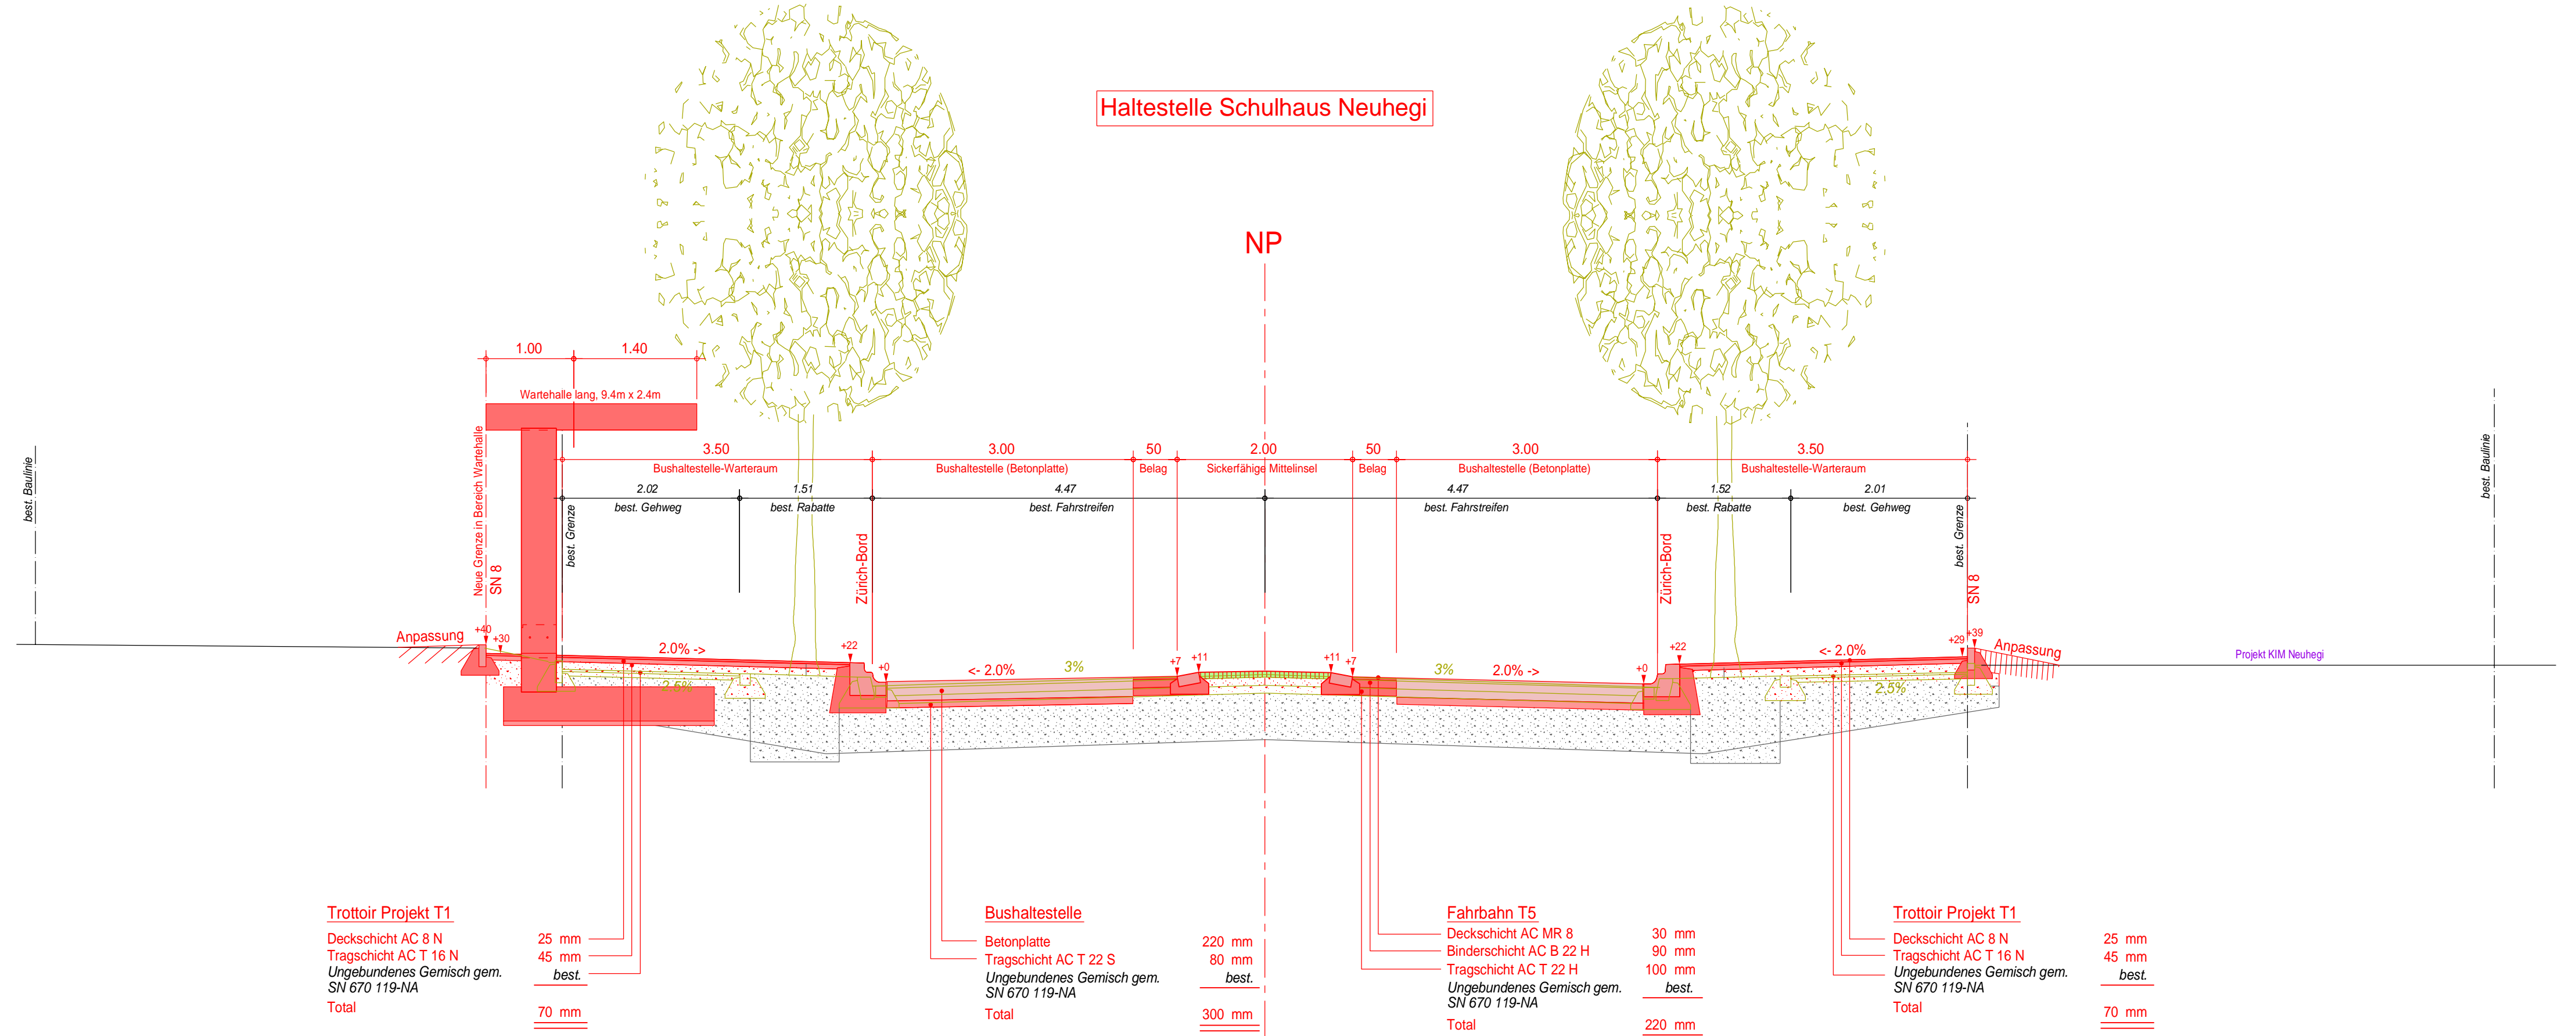 Haltestelle Schulhaus Neuhegi
NP
1.00
1.40
Wartehalle lang, 9.4m x 2.4m
3.50
3.00
50
2.00
50
3.00
3.50
Bushaltestelle-Warteraum
Bushaltestelle (Betonplatte)
Belag
Sickerfähige Mittelinsel
Belag
Bushaltestelle (Betonplatte)
Bushaltestelle-Warteraum
2.02
1.51
4.47
4.47
1.52
2.01
best. Gehweg
best. Rabatte
best. Fahrstreifen
best. Fahrstreifen
best. Rabatte
best. Gehweg
best. Baulinie
Neue Grenze in Bereich Wartehalle
SN 8
best. Grenze
Zürich-Bord
Zürich-Bord
best. Grenze
SN 8
best. Baulinie
Anpassung
+40
+30
2.0% ->
2.5%
+22
+0
<- 2.0%
3%
+7
+11
+11
+7
3%
2.0% ->
+0
+22
<- 2.0%
2.5%
+29
+39
Anpassung
Projekt KIM Neuhegi
Trottoir Projekt T1
Deckschicht AC 8 N 25 mm
Tragschicht AC T 16 N 45 mm
Ungebundenes Gemisch gem. best.
SN 670 119-NA
Total 70 mm
Bushaltestelle
Betonplatte 220 mm
Tragschicht AC T 22 S 80 mm
Ungebundenes Gemisch gem. best.
SN 670 119-NA
Total 300 mm
Fahrbahn T5
Deckschicht AC MR 8 30 mm
Binderschicht AC B 22 H 90 mm
Tragschicht AC T 22 H 100 mm
Ungebundenes Gemisch gem. best.
SN 670 119-NA
Total 220 mm
Trottoir Projekt T1
Deckschicht AC 8 N 25 mm
Tragschicht AC T 16 N 45 mm
Ungebundenes Gemisch gem. best.
SN 670 119-NA
Total 70 mm